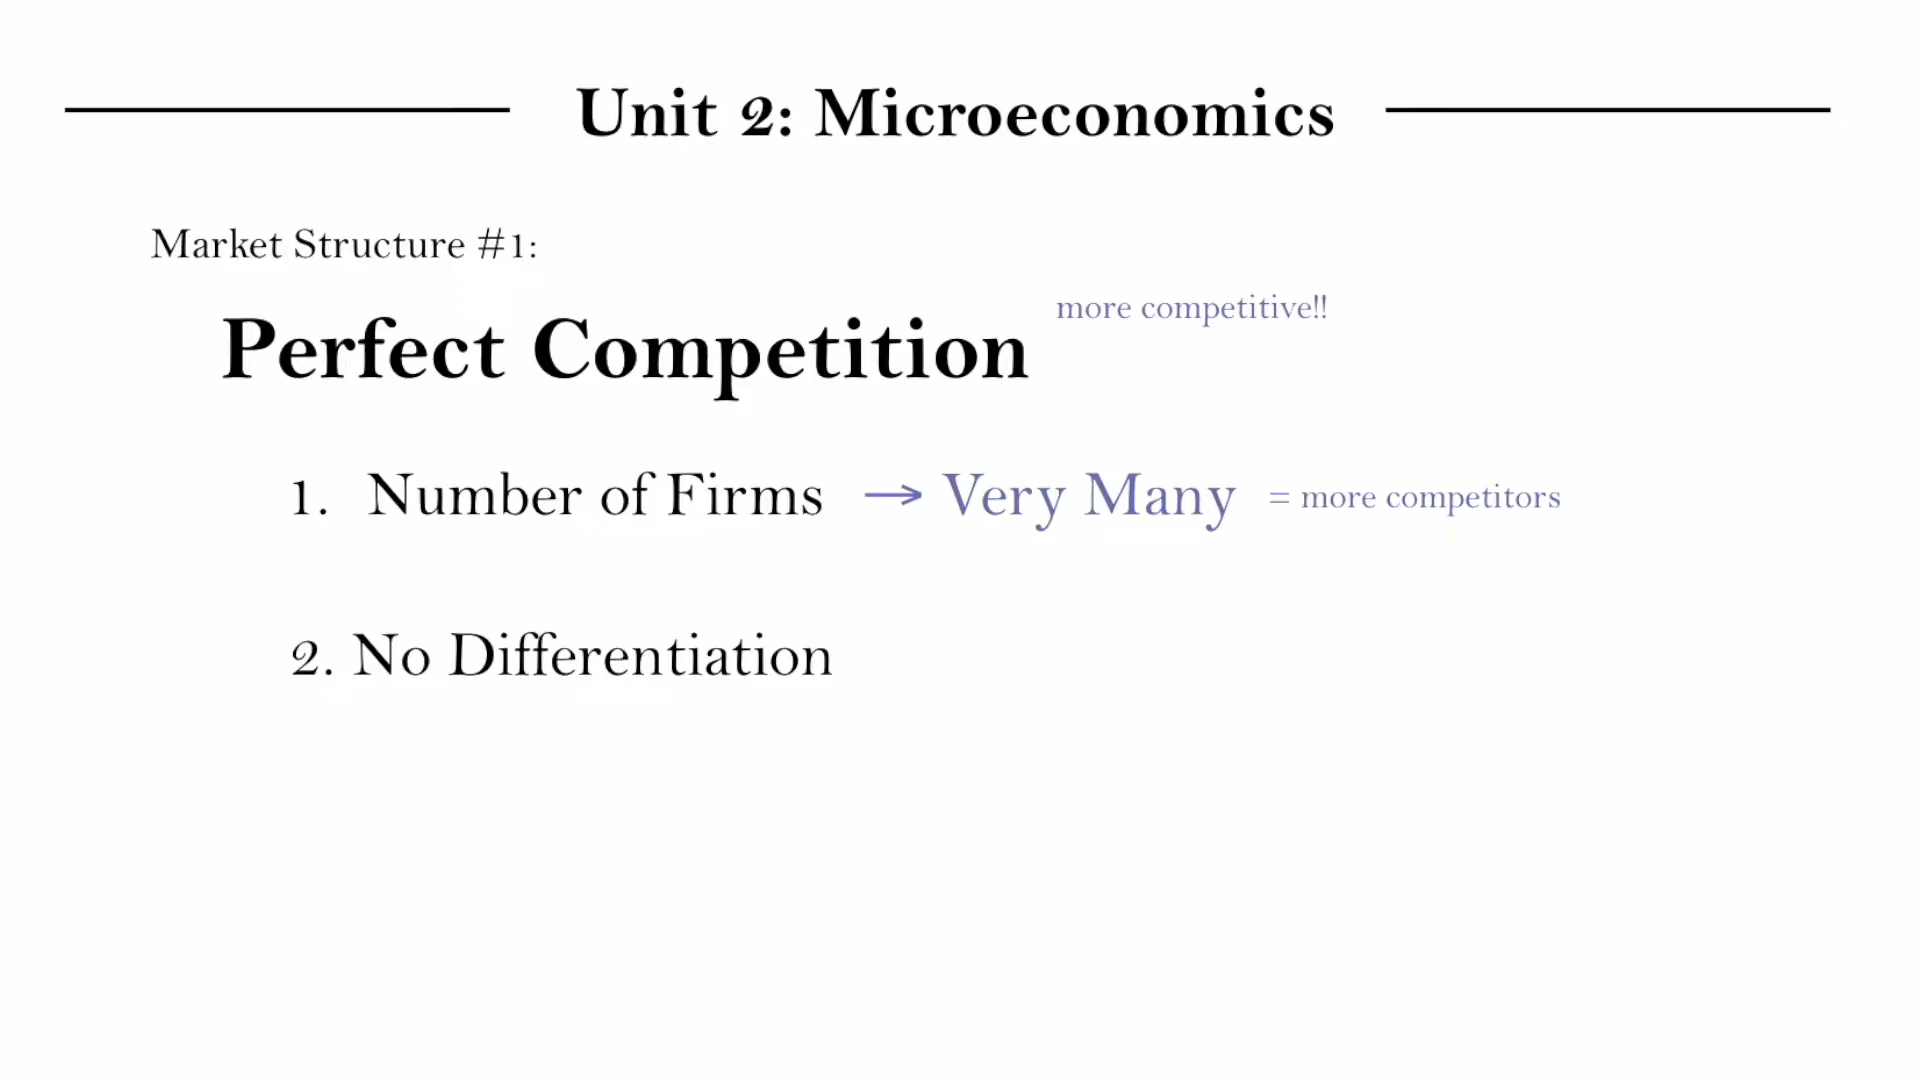 Unit 2: Microeconomics
Market Structure #1:
more competitive!!
Perfect Competition
1. Number of Firms → Very Many = more competitors
2. No Differentiation